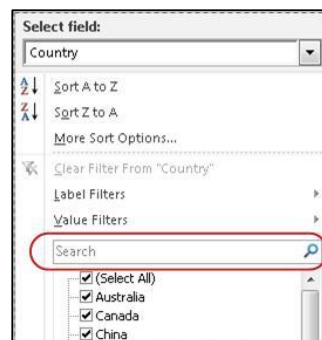 Select field:
Country
A
Z
Sort A to Z
Z
A
Sort Z to A
More Sort Options...
Clear Filter From "Country"
Label Filters
Value Filters
Search
(Select All)
Australia
Canada
China